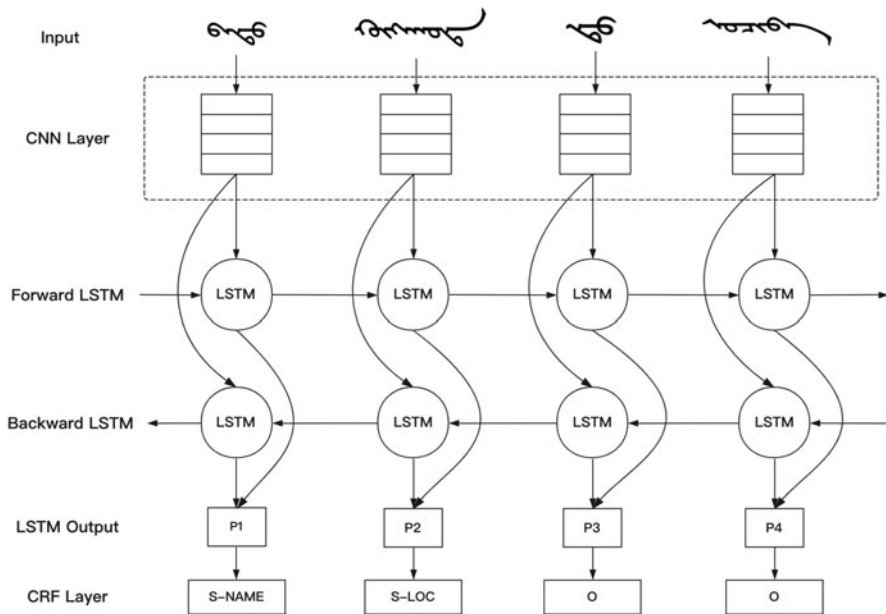 Input
CNN Layer
Forward LSTM LSTM LSTM LSTM LSTM
Backward LSTM LSTM LSTM LSTM LSTM
LSTM Output P1 P2 P3 P4
CRF Layer S-NAME S-LOC O O